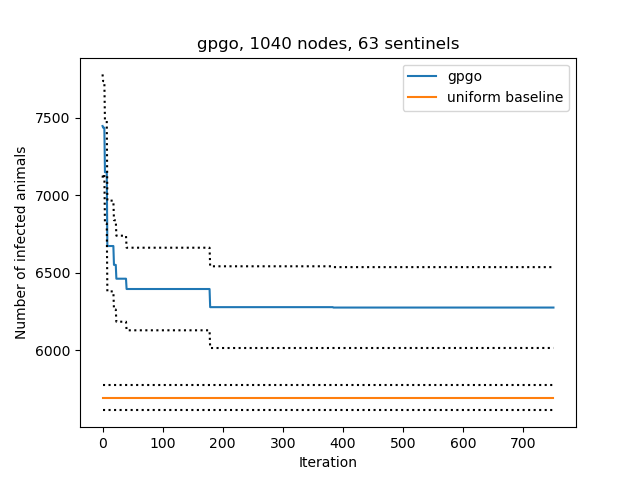 gpgo, 1040 nodes, 63 sentinels
gpgo
uniform baseline
Number of infected animals
7500
7000
6500
6000
0 100 200 300 400 500 600 700
Iteration